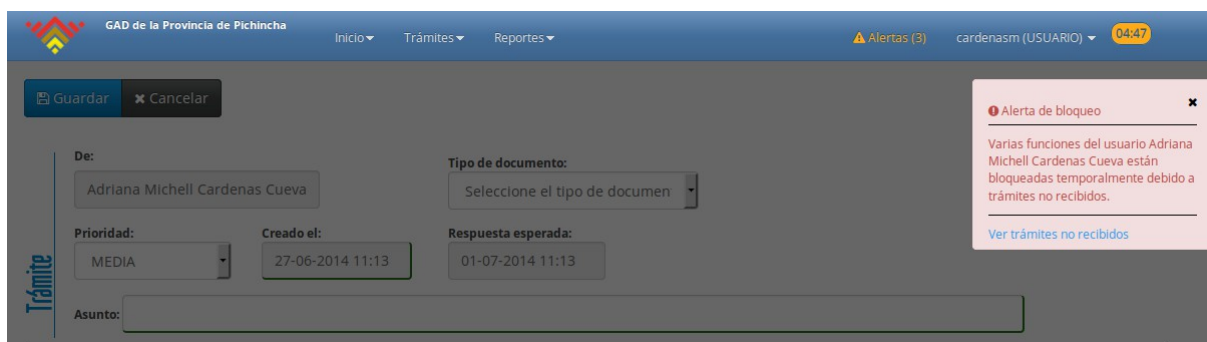 GAD de la Provincia de Pichincha
Inicio Trámites Reportes Alertas (3) cardenasm (USUARIO) 04:47
Guardar Cancelar
Alerta de bloqueo
Varias funciones del usuario Adriana
Michell Cardenas Cueva están
bloqueadas temporalmente debido a
trámites no recibidos.
Ver trámites no recibidos
Trámite
De: Tipo de documento:
Adriana Michell Cardenas Cueva Seleccione el tipo de documen
Prioridad: Creado el: Respuesta esperada:
MEDIA 27-06-2014 11:13 01-07-2014 11:13
Asunto: